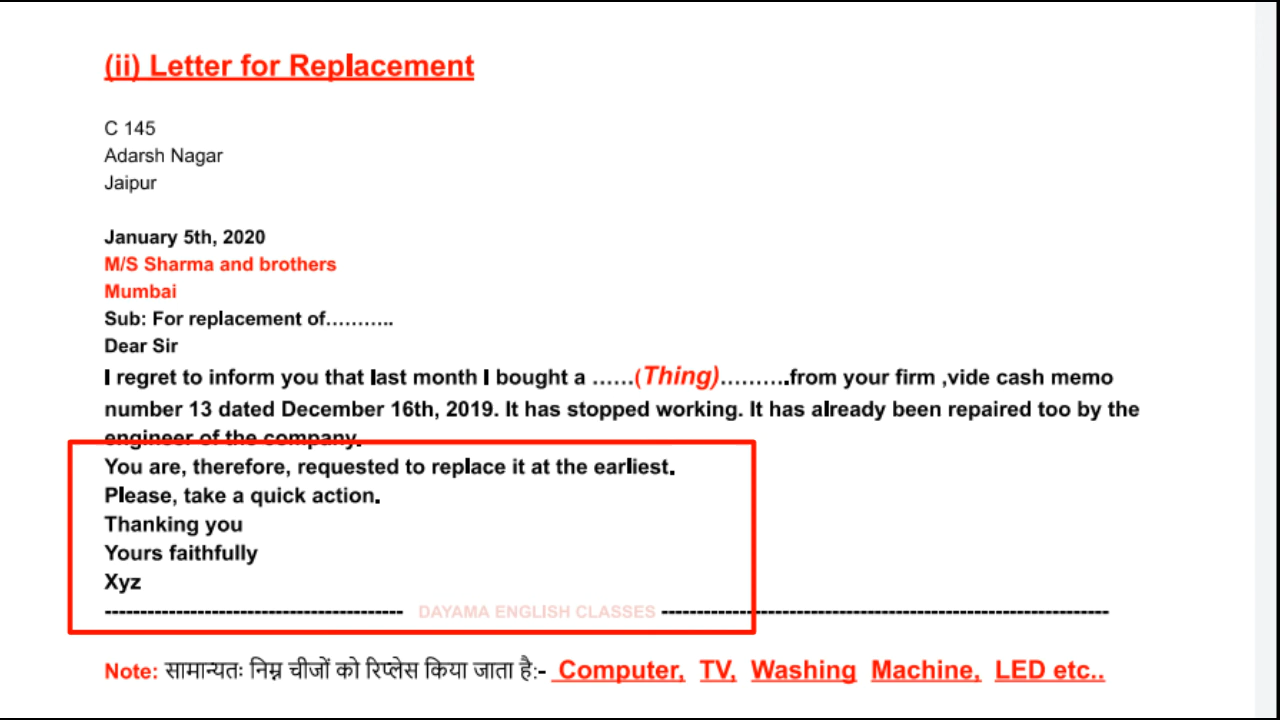 (ii) Letter for Replacement
C 145
Adarsh Nagar
Jaipur
January 5th, 2020
M/S Sharma and brothers
Mumbai
Sub: For replacement of………..
Dear Sir
I regret to inform you that last month I bought a ……(Thing)……….from your firm ,vide cash memo
number 13 dated December 16th, 2019. It has stopped working. It has already been repaired too by the
engineer of the company.
You are, therefore, requested to replace it at the earliest.
Please, take a quick action.
Thanking you
Yours faithfully
Xyz
------------------------------------------ DAYAMA ENGLISH CLASSES ---------------------------------------------------------------
Note: सामान्यतः निम्न चीजों को रिप्लेस किया जाता है:- Computer, TV, Washing Machine, LED etc..